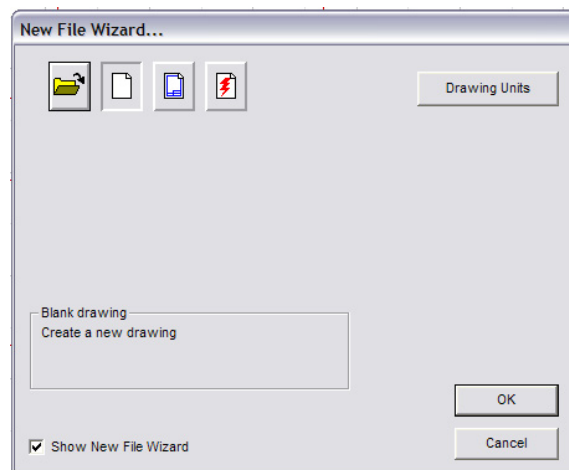 New File Wizard...
Drawing Units
Blank drawing
Create a new drawing
OK
Show New File Wizard
Cancel